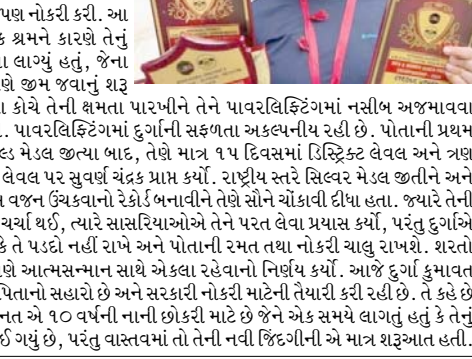 પણ નોકરી કરી. આ
ક શ્રમને કારણે તેનું
ા લાગ્યું હતું, જેના
ણે જીમ જવાનું શરૂ
ા કોચે તેની ક્ષમતા પારખીને તેને પાવરલિફ્ટિંગમાં નસીબ અજમાવવા
. પાવરલિફ્ટિંગમાં દુર્ગાની સફળતા અકલ્પનીય રહી છે. પોતાની પ્રથમ
લ્ડ મેડલ જીત્યા બાદ, તેણે માત્ર ૧૫ દિવસમાં ડિસ્ટ્રિક્ટ લેવલ અને ત્રણ
લેવલ પર સુવર્ણ ચંદ્રક પ્રાપ્ત કર્યો. રાષ્ટ્રીય સ્તરે સિલ્વર મેડલ જીતીને અને
ા વજન ઉંચકવાનો રેકોર્ડ બનાવીને તેણે સૌને ચોંકાવી દીધા હતા. જ્યારે તેની
ચર્ચા થઈ, ત્યારે સાસરિયાઓએ તેને પરત લેવા પ્રયાસ કર્યો, પરંતુ દુર્ગાએ
કે તે પડદો નહીં રાખે અને પોતાની રમત તથા નોકરી ચાલુ રાખશે. શરતો
ણે આત્મસન્માન સાથે એકલા રહેવાનો નિર્ણય કર્યો. આજે દુર્ગા કુમાવત
પિતાનો સહારો છે અને સરકારી નોકરી માટેની તૈયારી કરી રહી છે. તે કહે છે
નત એ ૧૦ વર્ષની નાની છોકરી માટે છે જેને એક સમયે લાગતું હતું કે તેનું
ઈ ગયું છે, પરંતુ વાસ્તવમાં તો તેની નવી જિંદગીની એ માત્ર શરૂઆત હતી.